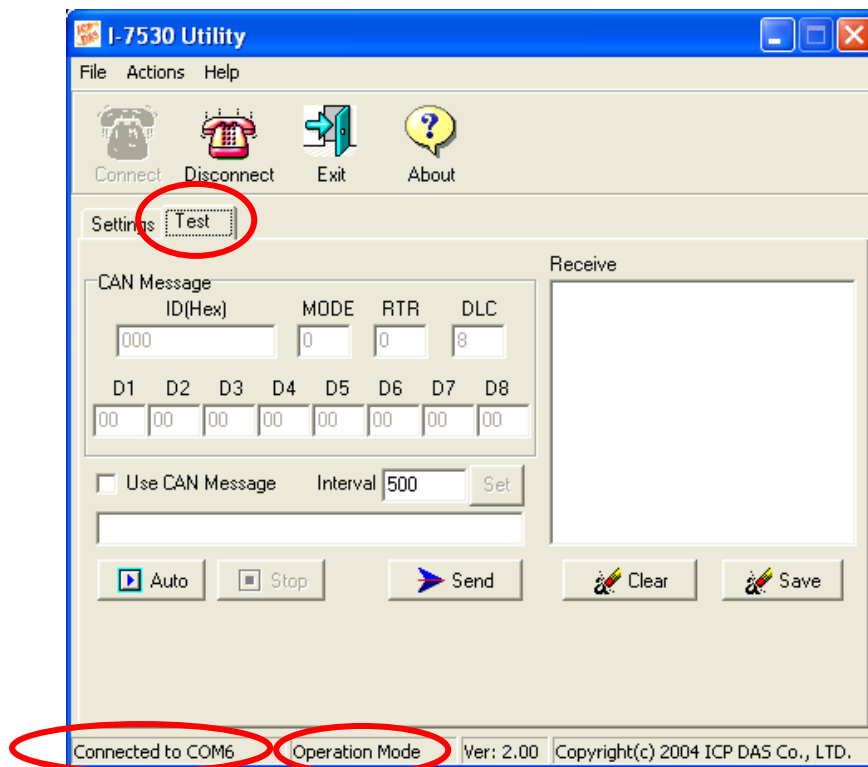 I-7530 Utility
File Actions Help
Connect Disconnect Exit About
Settings Test
Receive
CAN Message
ID(Hex) MODE RTR DLC
000 0 0 8
D1 D2 D3 D4 D5 D6 D7 D8
00 00 00 00 00 00 00 00
Use CAN Message Interval 500 Set
Auto Stop Send Clear Save
Connected to COM6 Operation Mode Ver: 2.00 Copyright(c) 2004 ICP DAS Co., LTD.